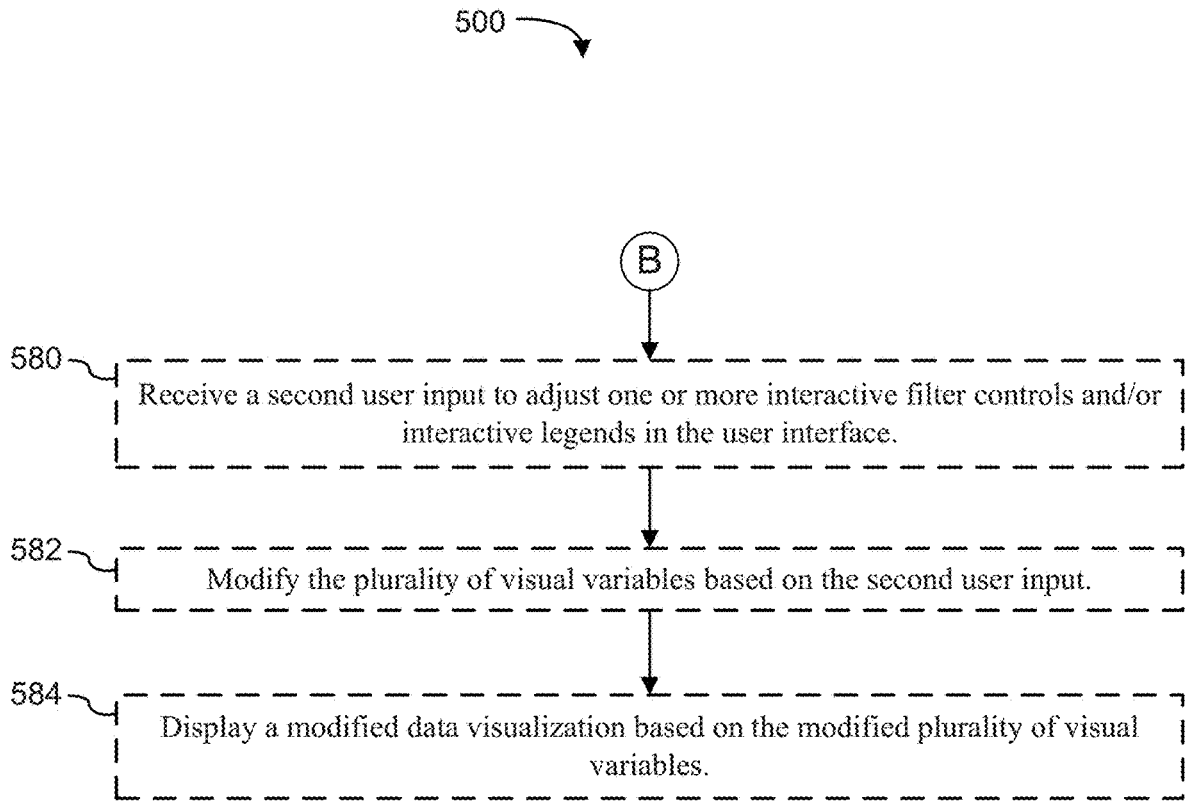 500
B
580
Receive a second user input to adjust one or more interactive filter controls and/or
interactive legends in the user interface.
582
Modify the plurality of visual variables based on the second user input.
584
Display a modified data visualization based on the modified plurality of visual
variables.